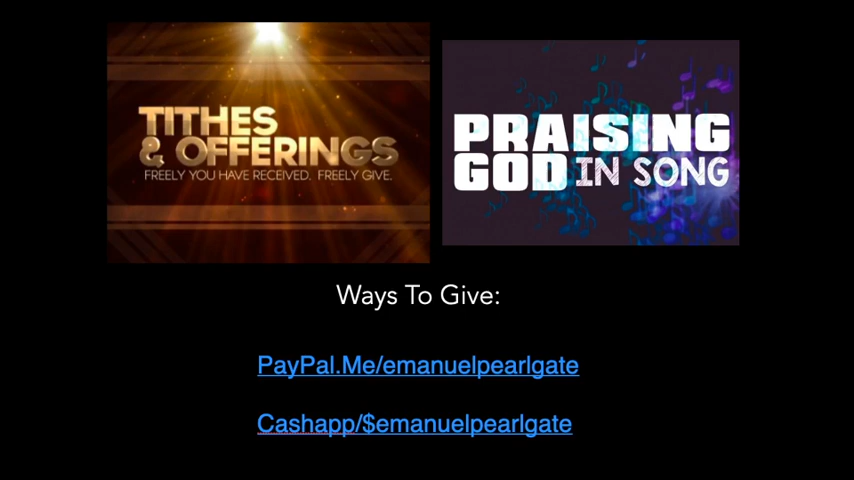 TITHES
& OFFERINGS
FREELY YOU HAVE RECEIVED. FREELY GIVE.
PRAISING
GOD IN SONG
Ways To Give:
PayPal.Me/emanuelpearlgate
Cashapp/$emanuelpearlgate